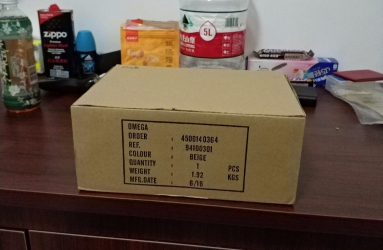 zippo
5L
OMEGA
ORDER : 4500140364
REF. : 94100301
COLOUR : BEIGE
QUANTITY : 1 PCS
WEIGHT : 1.92 KGS
MFG.DATE : 6/16